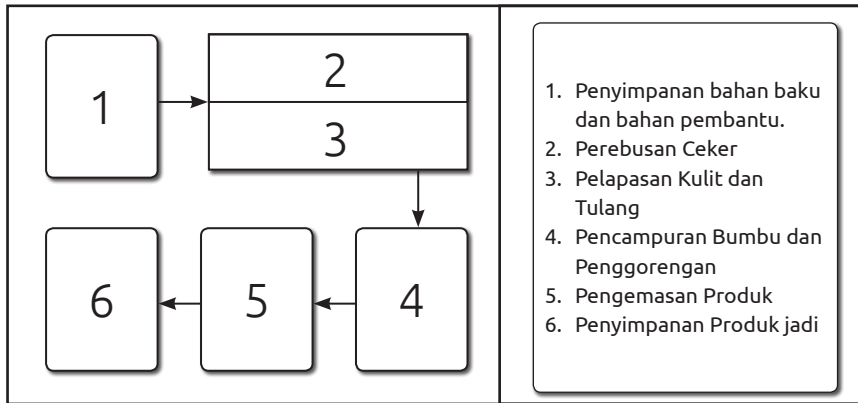 1
2
3
6
5
4
1. Penyimpanan bahan baku
dan bahan pembantu.
2. Perebusan Ceker
3. Pelapasan Kulit dan
Tulang
4. Pencampuran Bumbu dan
Penggorengan
5. Pengemasan Produk
6. Penyimpanan Produk jadi